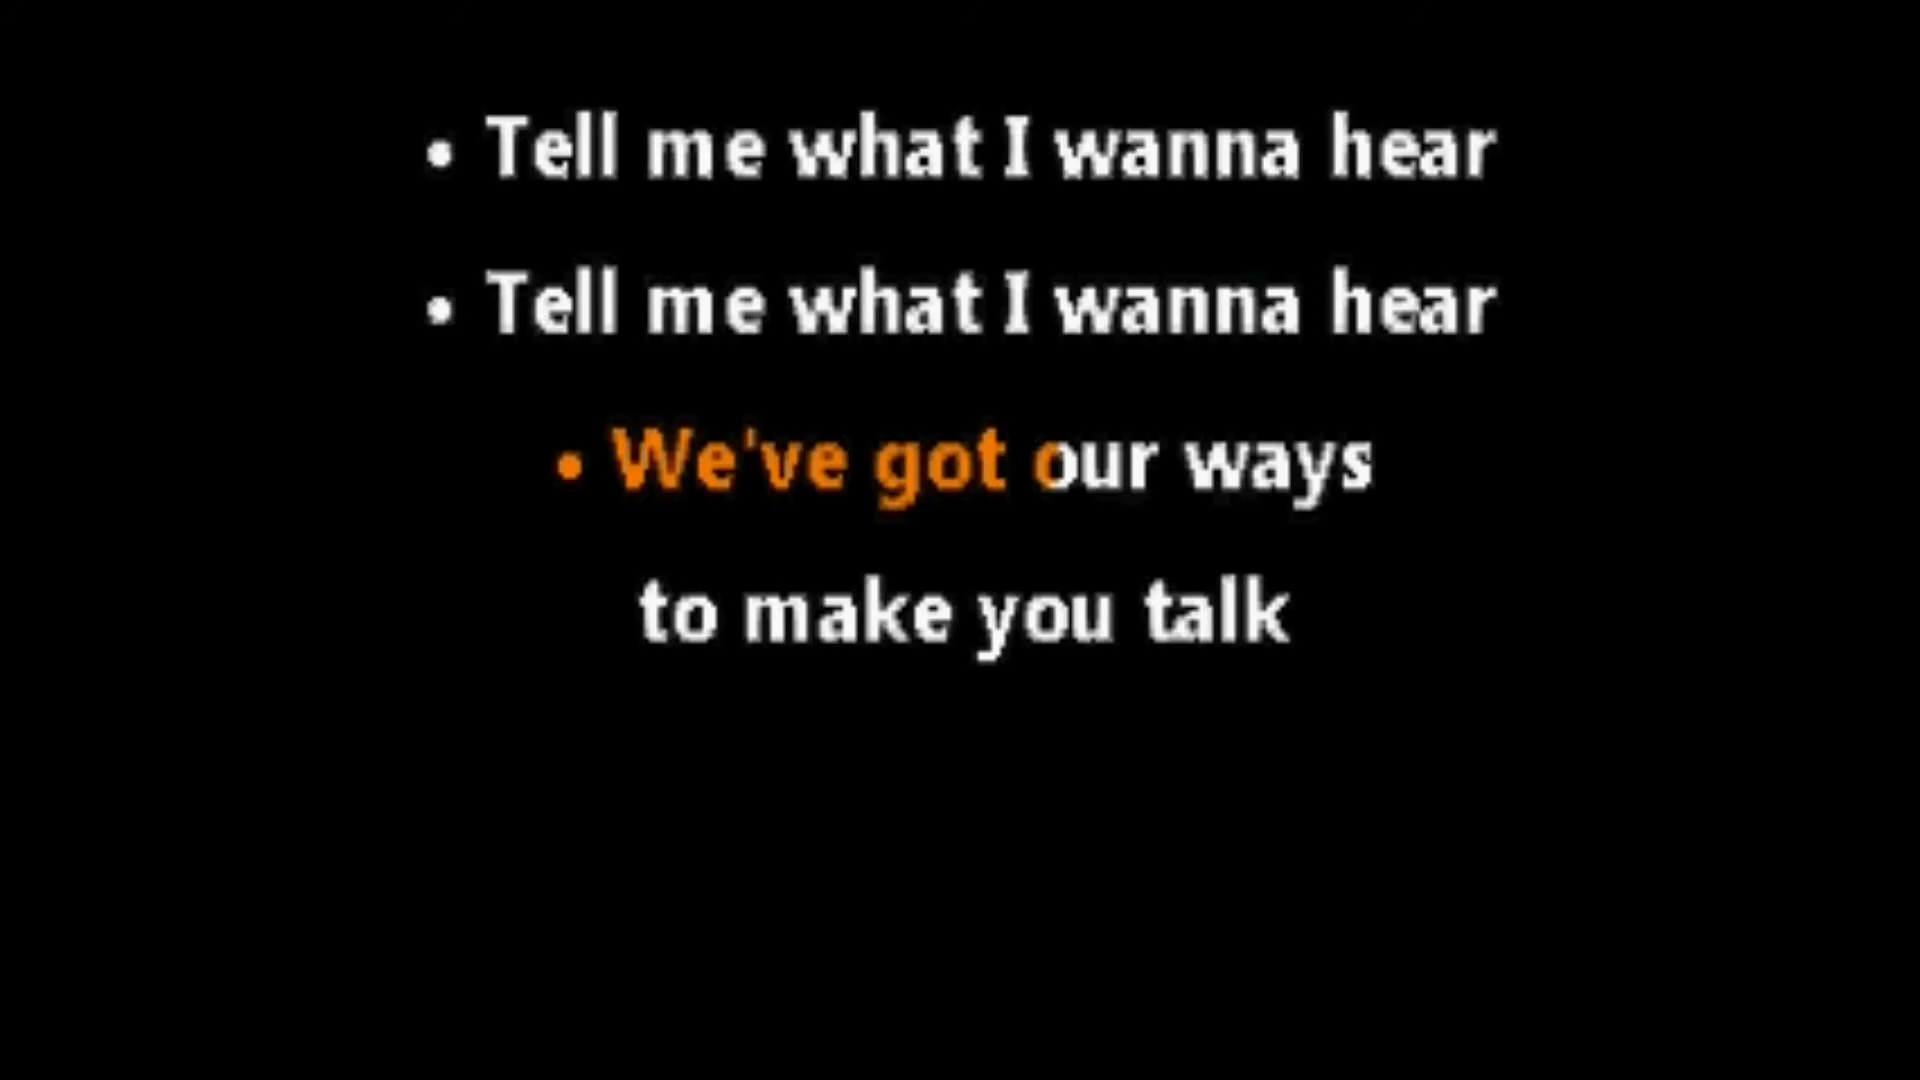 • Tell me what I wanna hear
• Tell me what I wanna hear
• We've got our ways
to make you talk